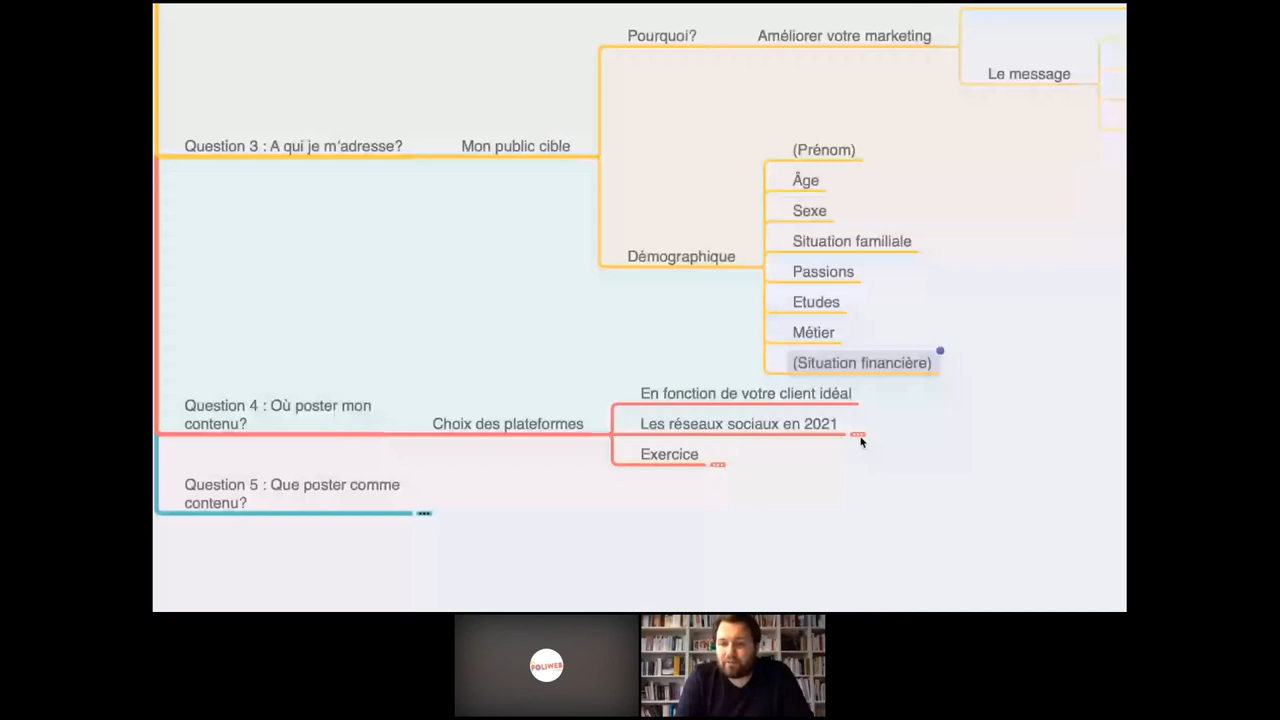 Pourquoi?
Améliorer votre marketing
Le message
Question 3 : A qui je m'adresse?
Mon public cible
(Prénom)
Âge
Sexe
Situation familiale
Démographique
Passions
Etudes
Métier
(Situation financière)
Question 4 : Où poster mon
contenu?
Choix des plateformes
En fonction de votre client idéal
Les réseaux sociaux en 2021
Exercice
Question 5 : Que poster comme
contenu?
FOLIWEB